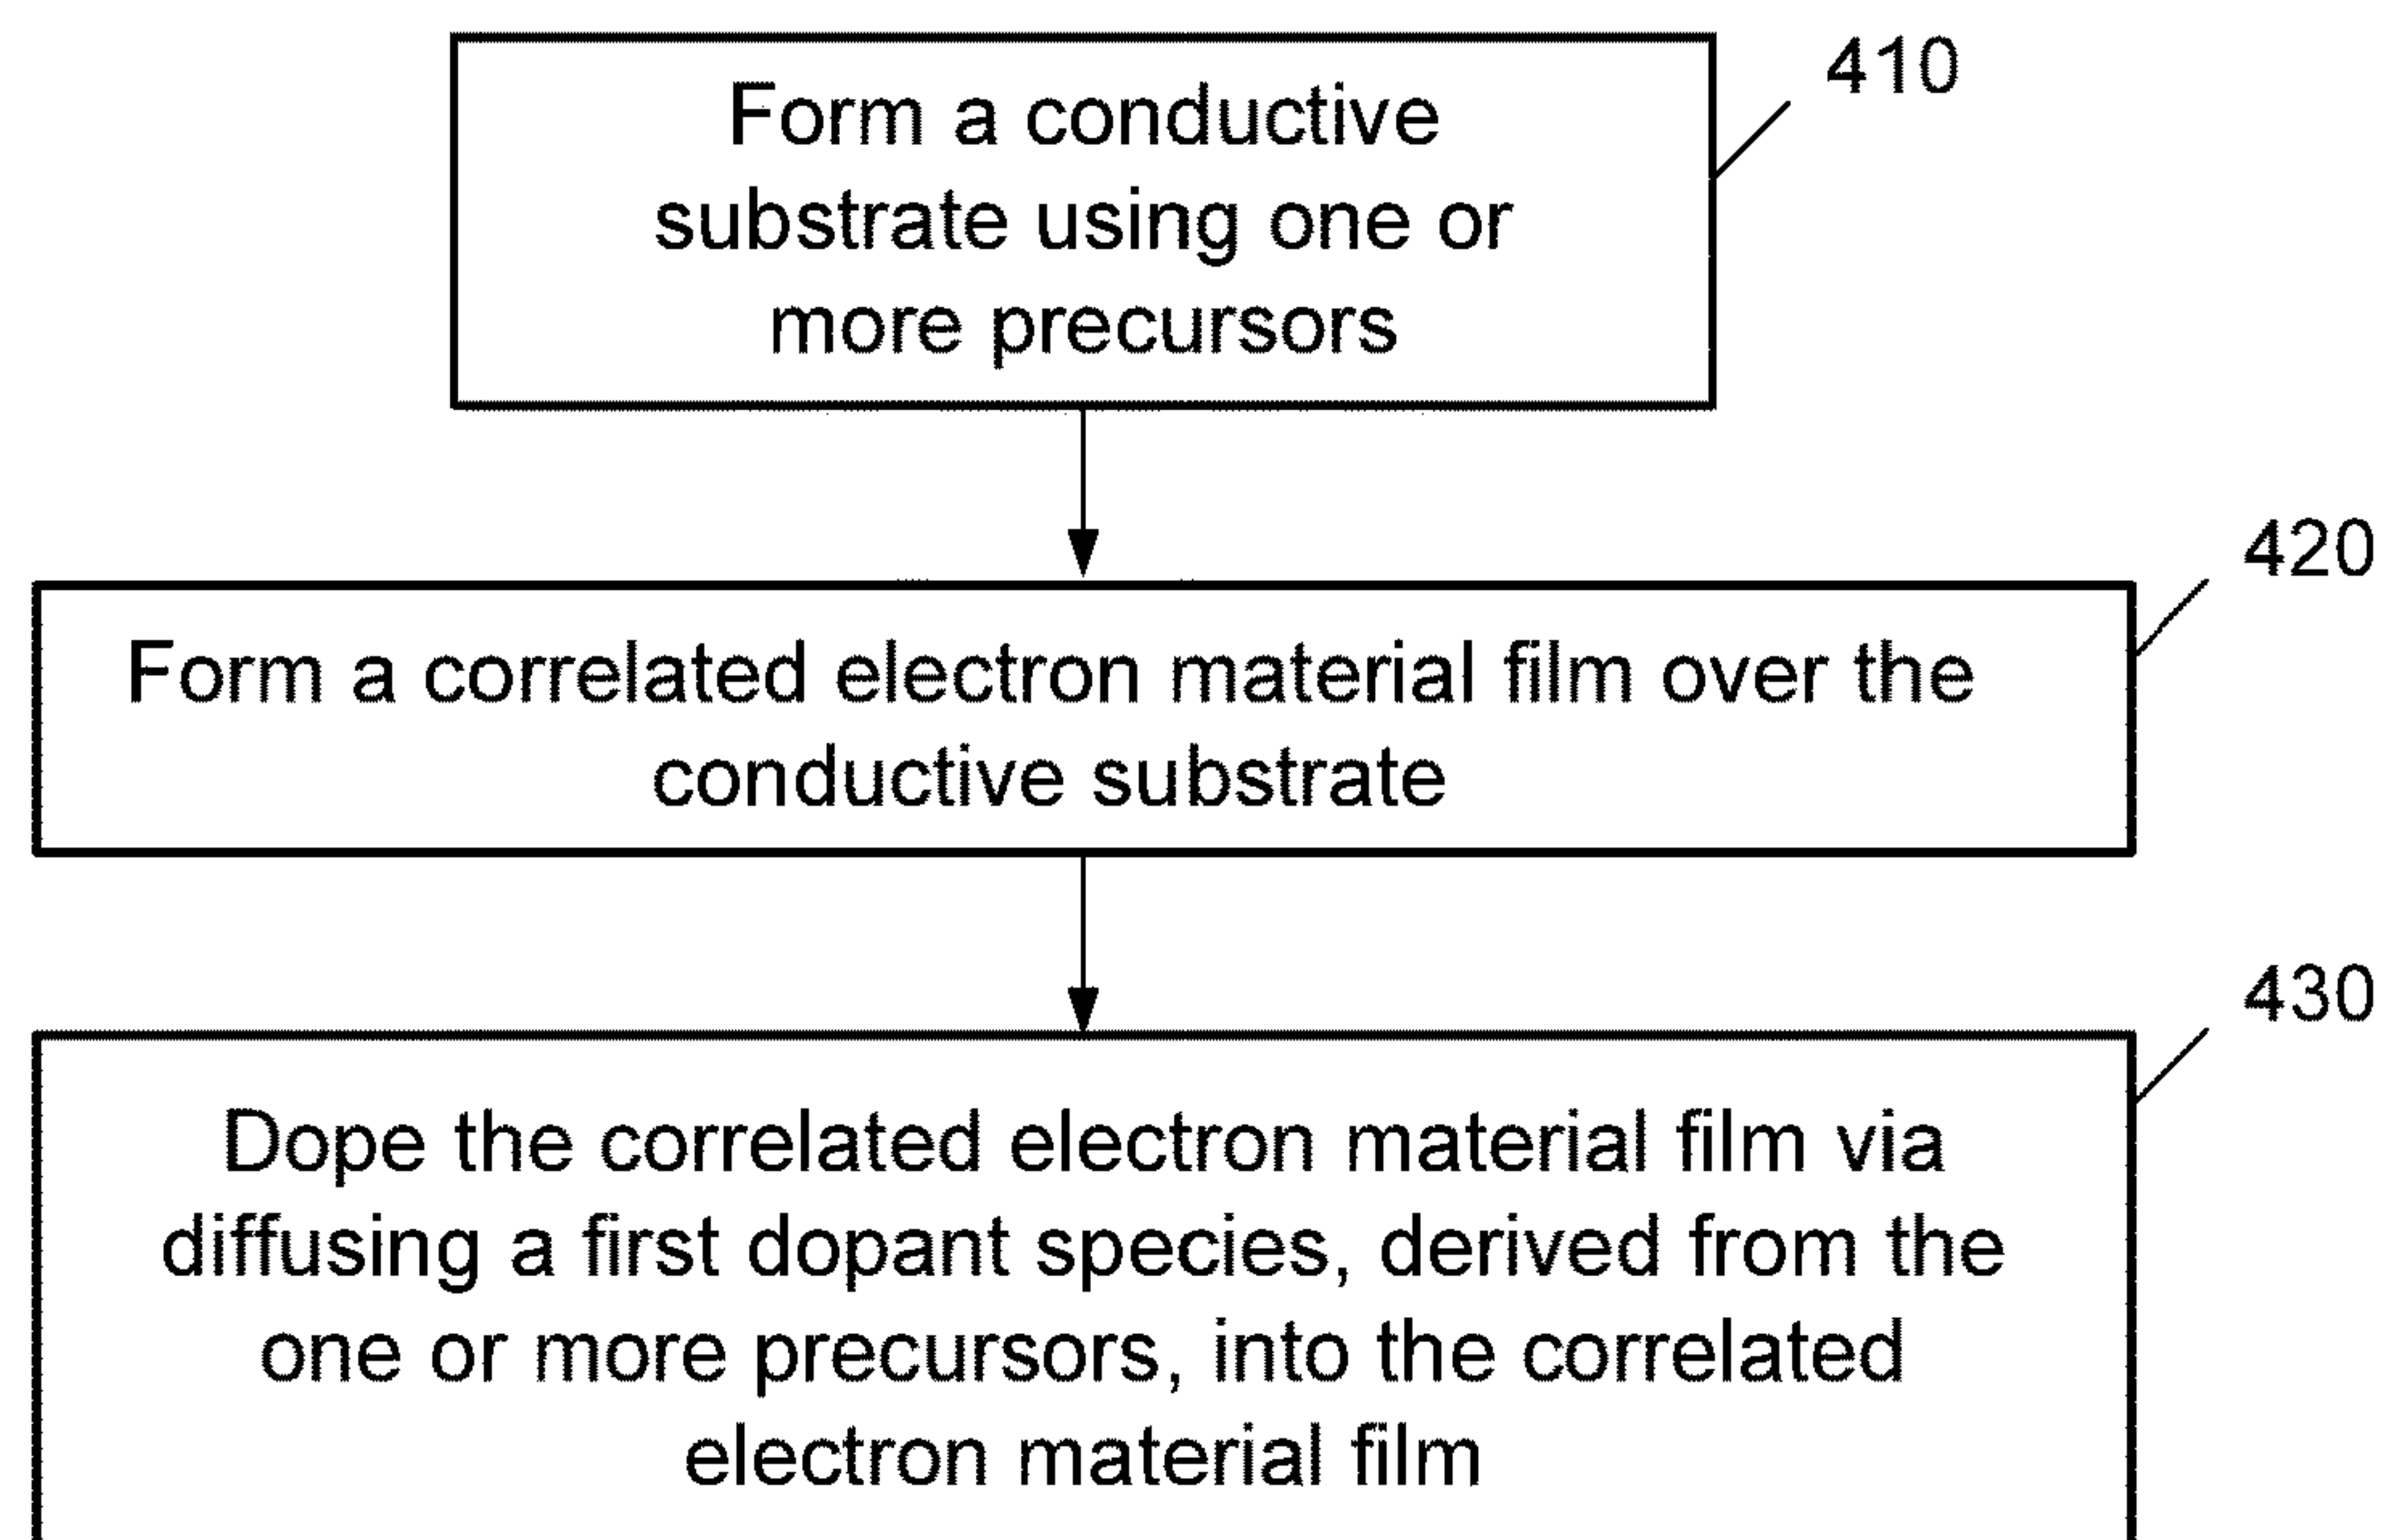 410
Form a conductive
substrate using one or
more precursors
420
Form a correlated electron material film over the
conductive substrate
430
Dope the correlated electron material film via
diffusing a first dopant species, derived from the
one or more precursors, into the correlated
electron material film